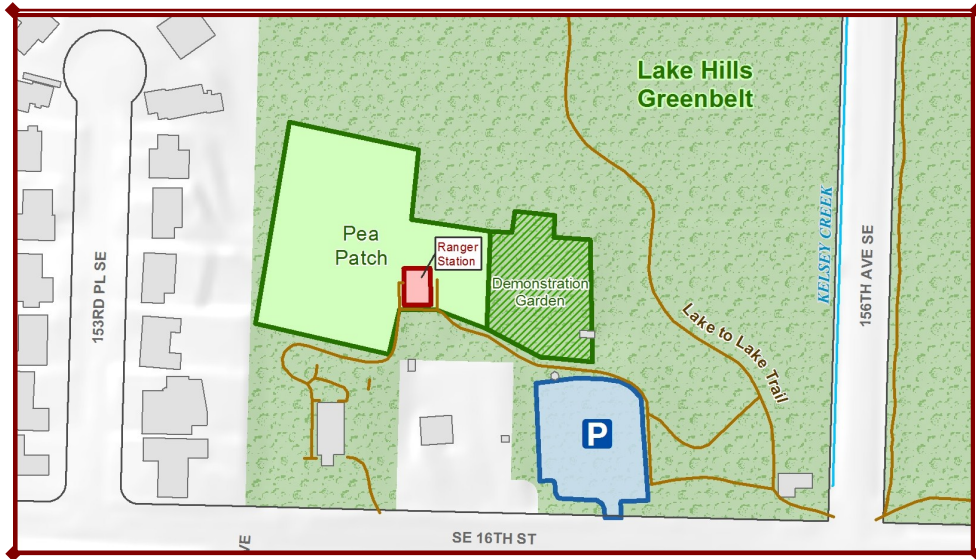 Lake Hills
Greenbelt
Pea
Patch
Ranger
Station
Demonstration
Garden
Lake to Lake Trail
KELSEY CREEK
156TH AVE SE
153RD PL SE
P
SE 16TH ST
VE